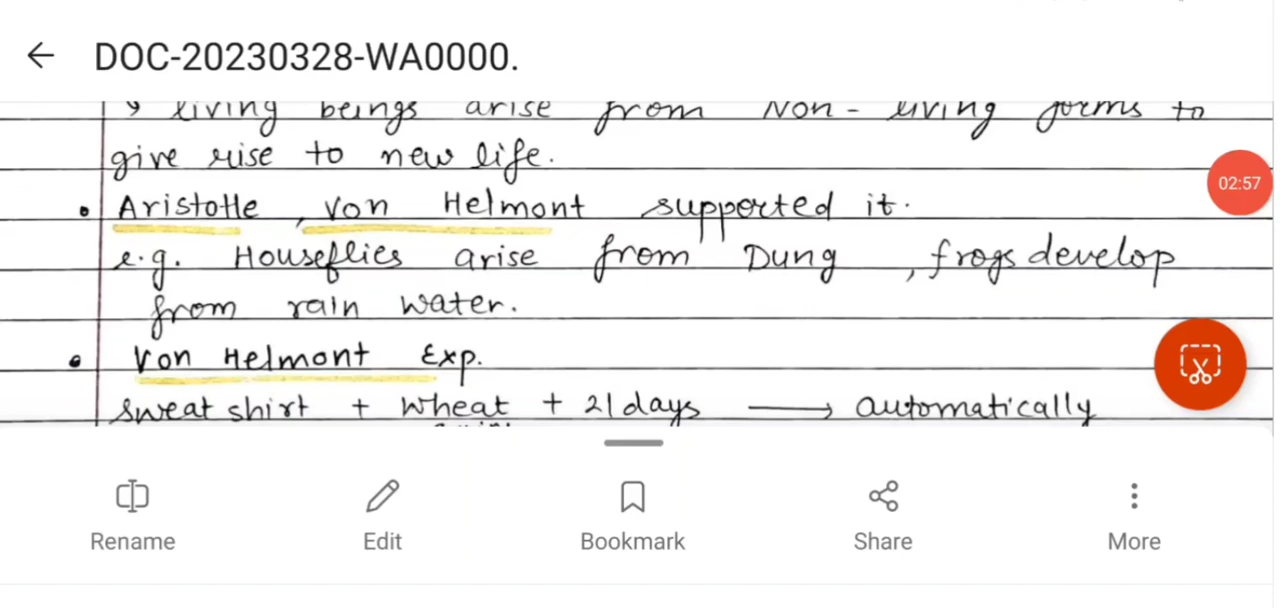 DOC-20230328-WA0000.
living beings arise from Non - living forms to
give rise to new life.
• Aristotle , Von Helmont supported it.
02:57
e.g. Houseflies arise from Dung , frogs develop
from rain water.
• Von Helmont Exp.
sweat shirt + wheat + 21 days → automatically
Rename Edit Bookmark Share More